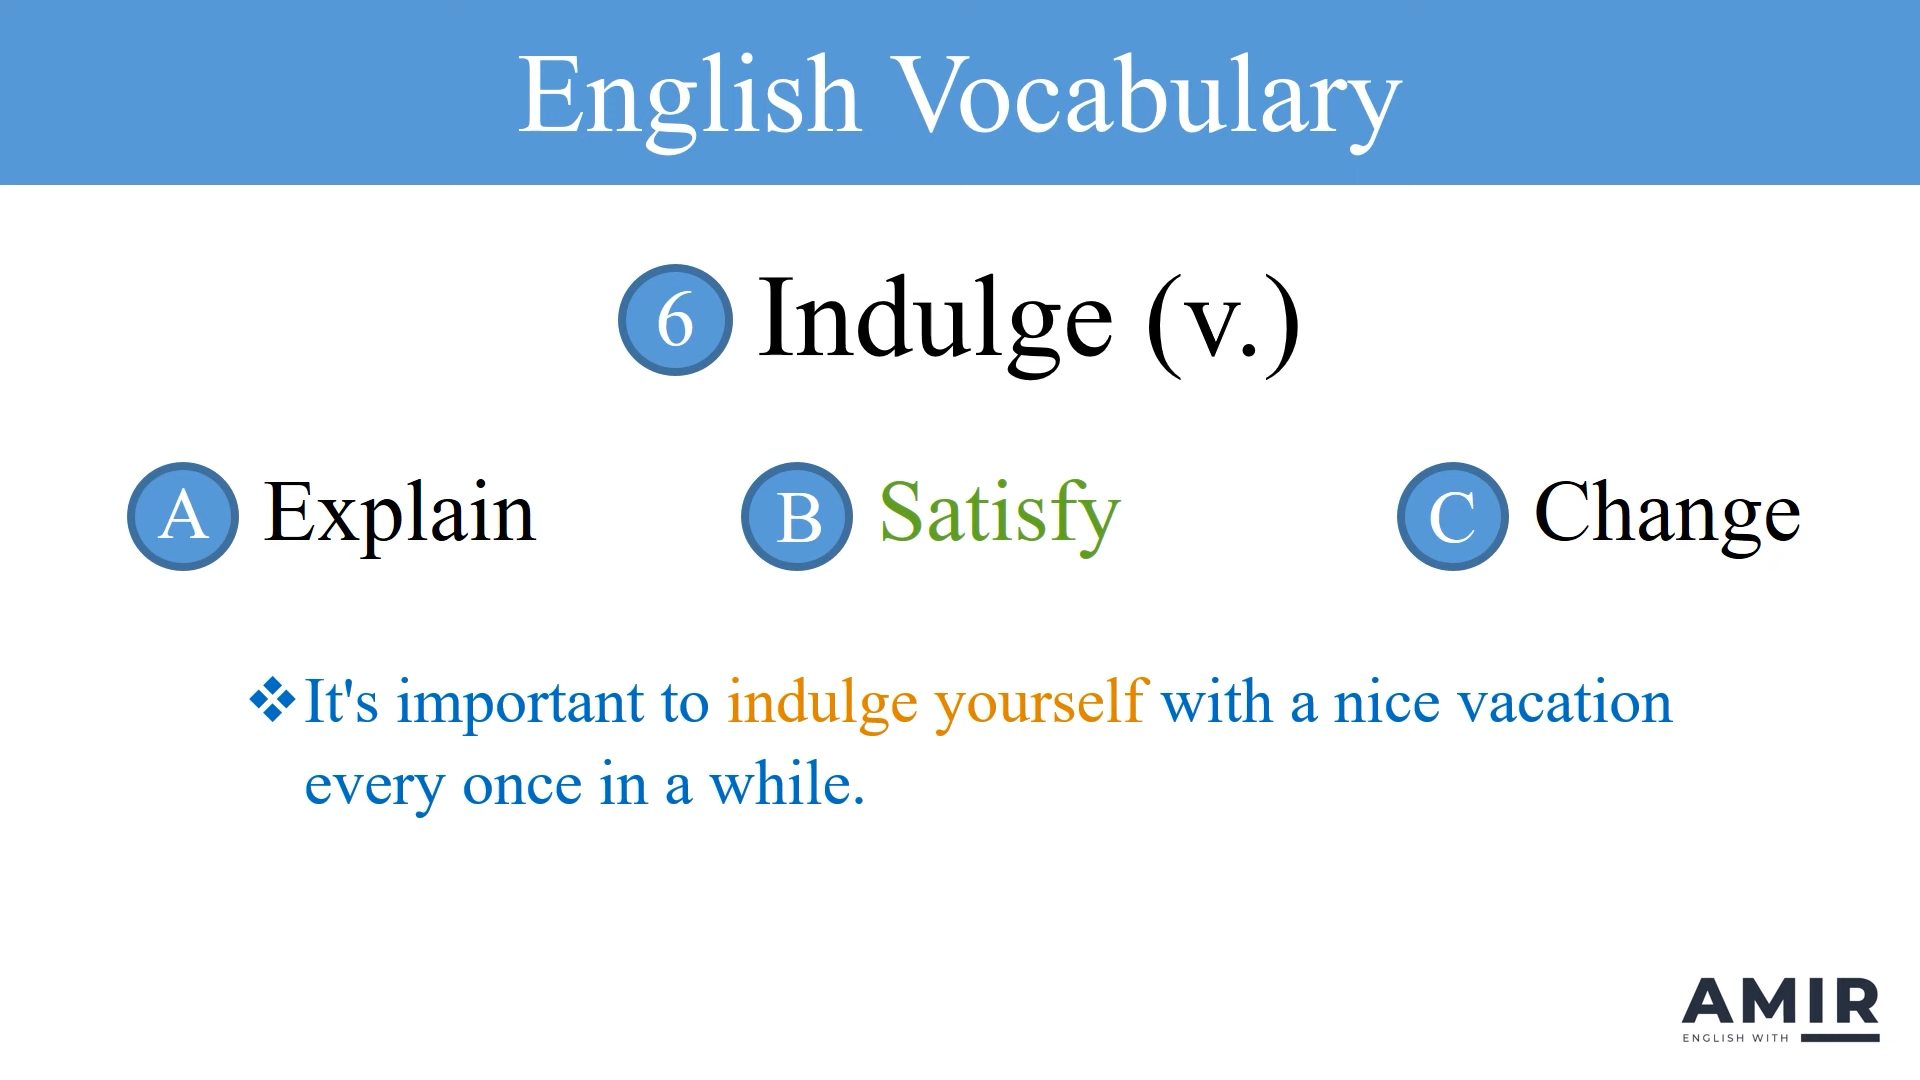 English Vocabulary
6 Indulge (v.)
A Explain B Satisfy C Change
❖It's important to indulge yourself with a nice vacation
every once in a while.
AMIR
ENGLISH WITH